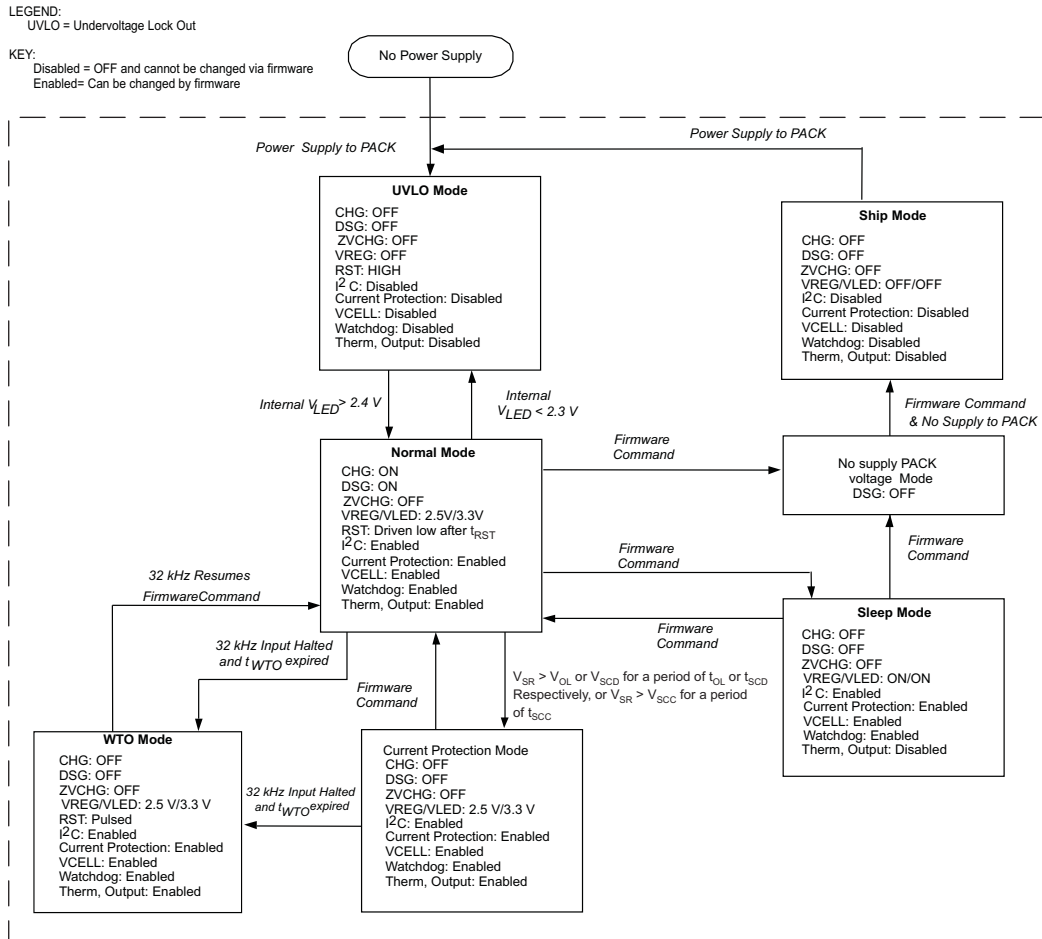 LEGEND:
UVLO = Undervoltage Lock Out
KEY:
Disabled = OFF and cannot be changed via firmware
Enabled= Can be changed by firmware
No Power Supply
Power Supply to PACK
Power Supply to PACK
UVLO Mode
CHG: OFF
DSG: OFF
ZVCHG: OFF
VREG: OFF
RST: HIGH
I2 C: Disabled
Current Protection: Disabled
VCELL: Disabled
Watchdog: Disabled
Therm, Output: Disabled
Ship Mode
CHG: OFF
DSG: OFF
ZVCHG: OFF
VREG/VLED: OFF/OFF
I2C: Disabled
Current Protection: Disabled
VCELL: Disabled
Watchdog: Disabled
Therm, Output: Disabled
Internal VLED> 2.4 V
Internal
VLED < 2.3 V
Firmware Command
& No Supply to PACK
Normal Mode
CHG: ON
DSG: ON
ZVCHG: OFF
VREG/VLED: 2.5V/3.3V
RST: Driven low after tRST
I2C: Enabled
Current Protection: Enabled
VCELL: Enabled
Watchdog: Enabled
Therm, Output: Enabled
Firmware
Command
No supply PACK
voltage Mode
DSG: OFF
Firmware
Command
Firmware
Command
Firmware
Command
Sleep Mode
CHG: OFF
DSG: OFF
ZVCHG: OFF
VREG/VLED: ON/ON
I2C: Enabled
Current Protection: Enabled
VCELL: Enabled
Watchdog: Enabled
Therm, Output: Disabled
32 kHz Resumes
FirmwareCommand
32 kHz Input Halted
and tWTO expired
Firmware
Command
VSR > VOL or VSCD for a period of tOL or tSCD
Respectively, or VSR > VSCC for a period
of tSCC
WTO Mode
CHG: OFF
DSG: OFF
ZVCHG: OFF
VREG/VLED: 2.5 V/3.3 V
RST: Pulsed
I2C: Enabled
Current Protection: Enabled
VCELL: Enabled
Watchdog: Enabled
Therm, Output: Enabled
32 kHz Input Halted
and tWTO expired
Current Protection Mode
CHG: OFF
DSG: OFF
ZVCHG: OFF
VREG/VLED: 2.5 V/3.3 V
I2C: Enabled
Current Protection: Enabled
VCELL: Enabled
Watchdog: Enabled
Therm, Output: Enabled